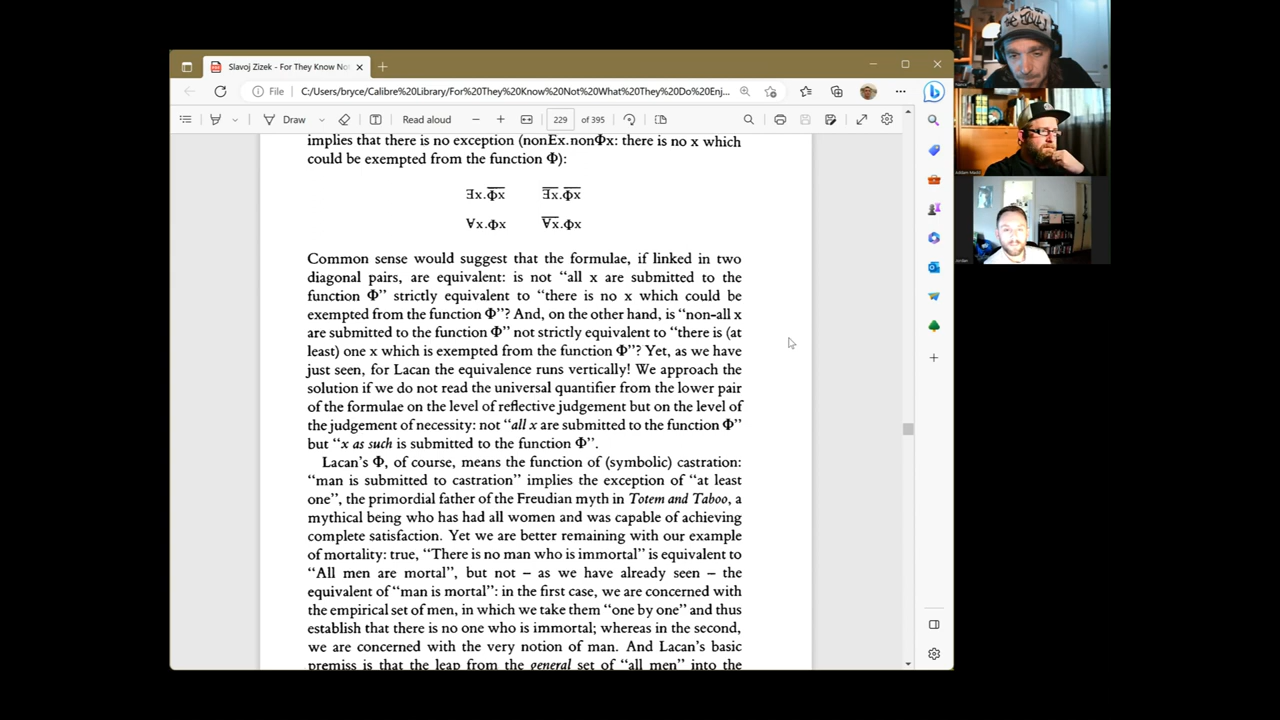 Slavoj Zizek - For They Know No
File
C:/Users/bryce/Calibre%20Library/For%20They%20Know%20Not%20What%20They%20Do%20Enj...
Draw
Read aloud
229 of 395
implies that there is no exception (nonEx.nonΦx: there is no x which
could be exempted from the function Φ):
∃x.Φ̅x̅ ∃̅x̅.Φ̅x̅
∀x.Φx ∀̅x̅.Φx
Common sense would suggest that the formulae, if linked in two
diagonal pairs, are equivalent: is not “all x are submitted to the
function Φ” strictly equivalent to “there is no x which could be
exempted from the function Φ”? And, on the other hand, is “non-all x
are submitted to the function Φ” not strictly equivalent to “there is (at
least) one x which is exempted from the function Φ”? Yet, as we have
just seen, for Lacan the equivalence runs vertically! We approach the
solution if we do not read the universal quantifier from the lower pair
of the formulae on the level of reflective judgement but on the level of
the judgement of necessity: not “all x are submitted to the function Φ”
but “x as such is submitted to the function Φ”.
Lacan's Φ, of course, means the function of (symbolic) castration:
“man is submitted to castration” implies the exception of “at least
one”, the primordial father of the Freudian myth in Totem and Taboo, a
mythical being who has had all women and was capable of achieving
complete satisfaction. Yet we are better remaining with our example
of mortality: true, “There is no man who is immortal” is equivalent to
“All men are mortal”, but not – as we have already seen – the
equivalent of “man is mortal”: in the first case, we are concerned with
the empirical set of men, in which we take them “one by one” and thus
establish that there is no one who is immortal; whereas in the second,
we are concerned with the very notion of man. And Lacan's basic
premiss is that the leap from the general set of “all men” into the
Jordan